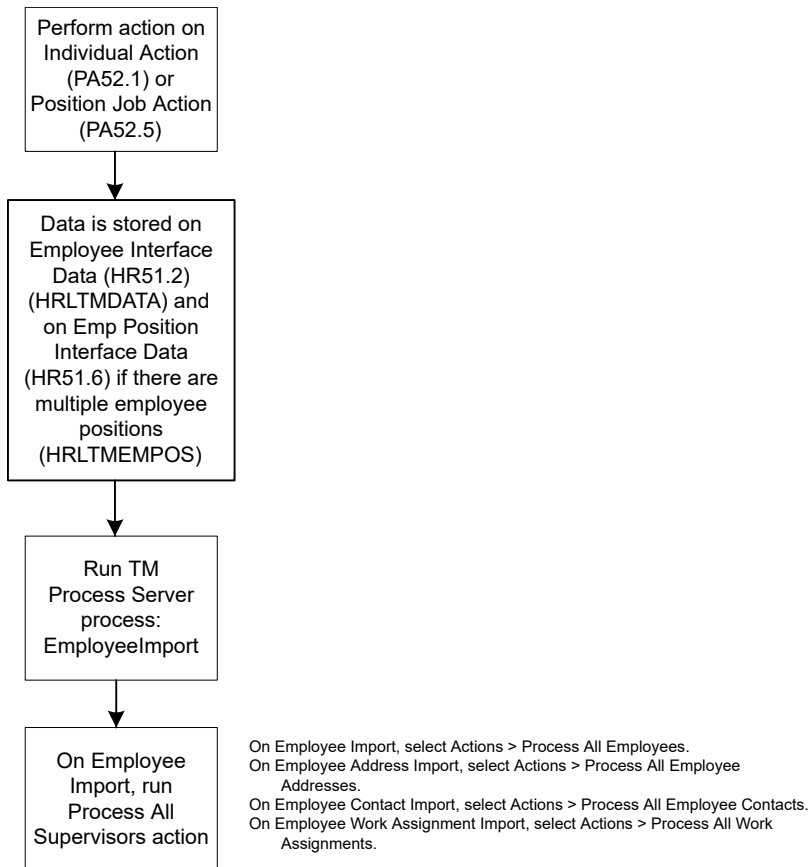 Perform action on
Individual Action
(PA52.1) or
Position Job Action
(PA52.5)
Data is stored on
Employee Interface
Data (HR51.2)
(HRLTMDATA) and
on Emp Position
Interface Data
(HR51.6) if there are
multiple employee
positions
(HRLTMEMPOS)
Run TM
Process Server
process:
EmployeeImport
On Employee
Import, run
Process All
Supervisors action
On Employee Import, select Actions > Process All Employees.
On Employee Address Import, select Actions > Process All Employee
Addresses.
On Employee Contact Import, select Actions > Process All Employee Contacts.
On Employee Work Assignment Import, select Actions > Process All Work
Assignments.